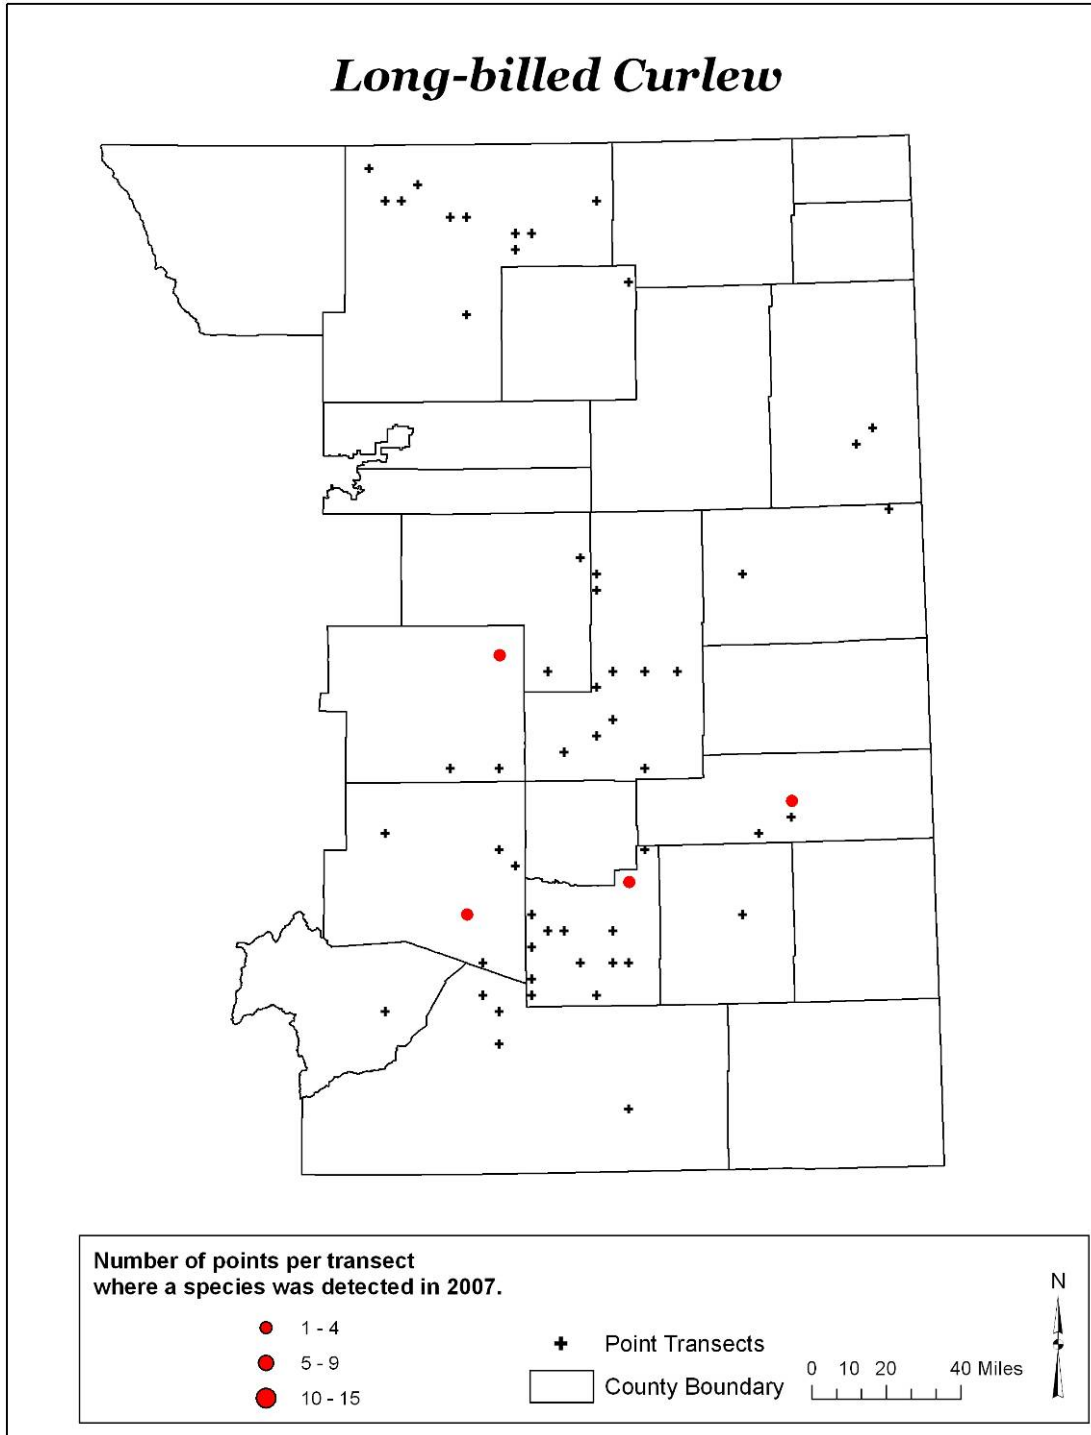 Long-billed Curlew
Number of points per transect
where a species was detected in 2007.
1 - 4
5 - 9
10 - 15
Point Transects
County Boundary
N
0 10 20 40 Miles